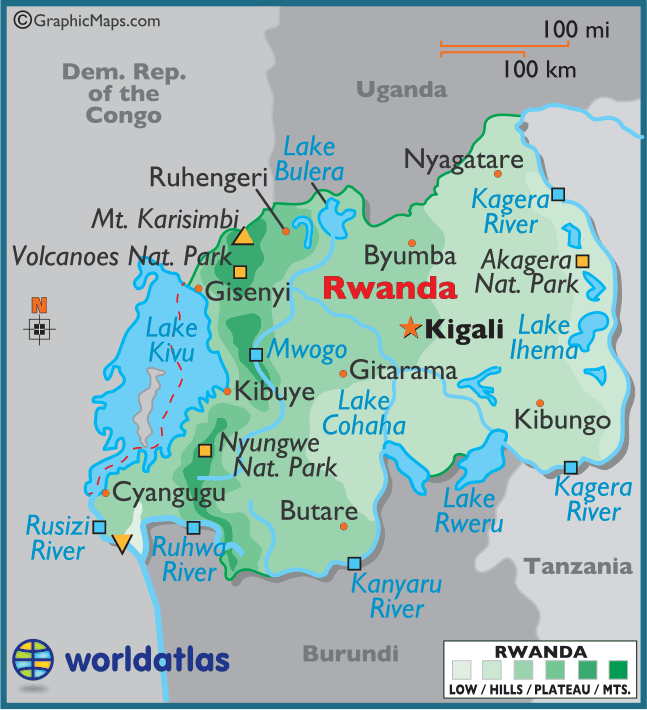 ©GraphicMaps.com
100 mi
100 km
Dem. Rep.
of the
Congo
Uganda
Lake
Bulera
Nyagatare
Ruhengeri
Kagera
River
Mt. Karisimbi
Volcanoes Nat. Park
Byumba
Akagera
Nat. Park
Gisenyi
Rwanda
N
Lake
Kivu
Kigali
Lake
Ihema
Mwogo
Gitarama
Kibuye
Lake
Cohaha
Kibungo
Nyungwe
Nat. Park
Cyangugu
Kagera
River
Lake
Rweru
Butare
Rusizi
River
Ruhwa
River
Kanyaru
River
Tanzania
Burundi
worldatlas
RWANDA
LOW / HILLS / PLATEAU / MTS.